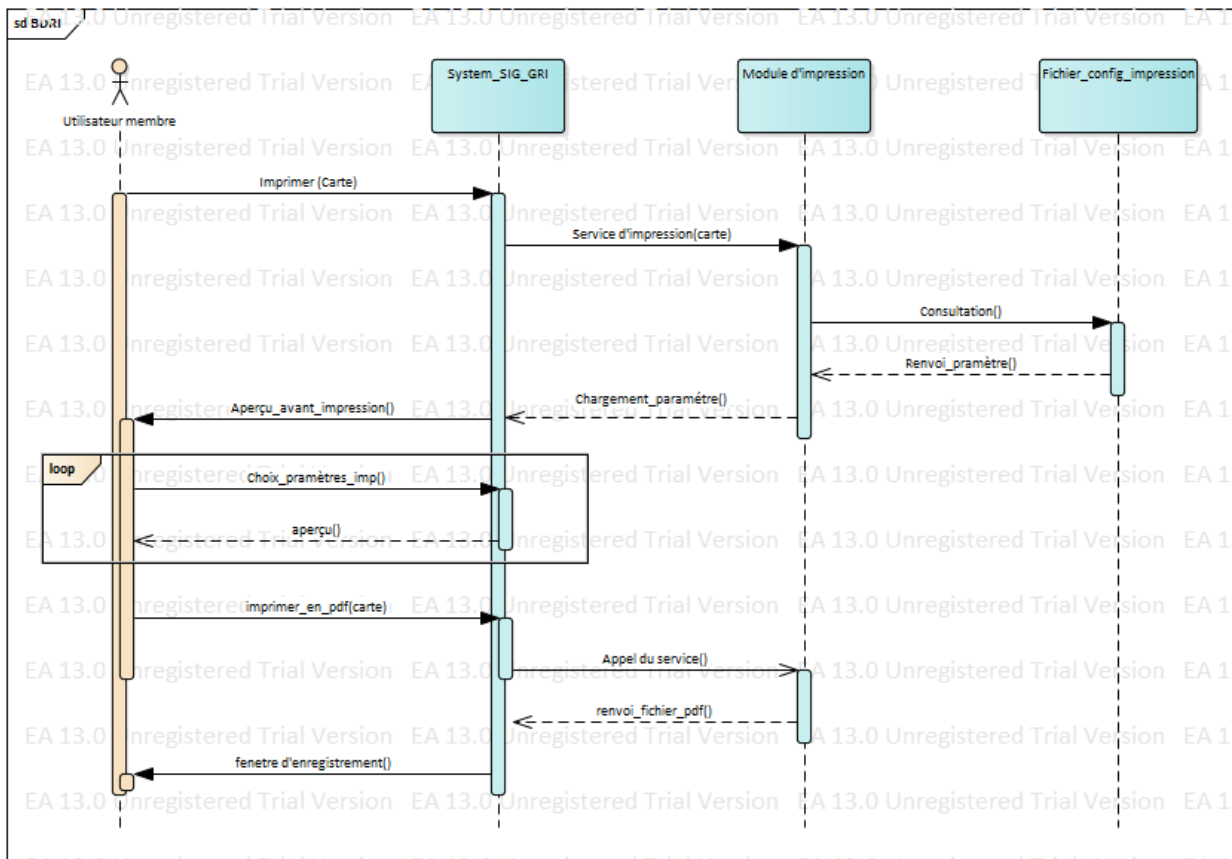 sd BDRI
System_SIG_GRI
Module d'impression
Fichier_config_impression
Utilisateur membre
Imprimer (Carte)
Service d'impression(carte)
Consultation()
Renvoi_pramètre()
Chargement_paramétre()
Aperçu_avant_impression()
loop
Choix_pramètres_imp()
aperçu()
imprimer_en_pdf(carte)
Appel du service()
renvoi_fichier_pdf()
fenetre d'enregistrement()
EA 13.0 Unregistered Trial Version